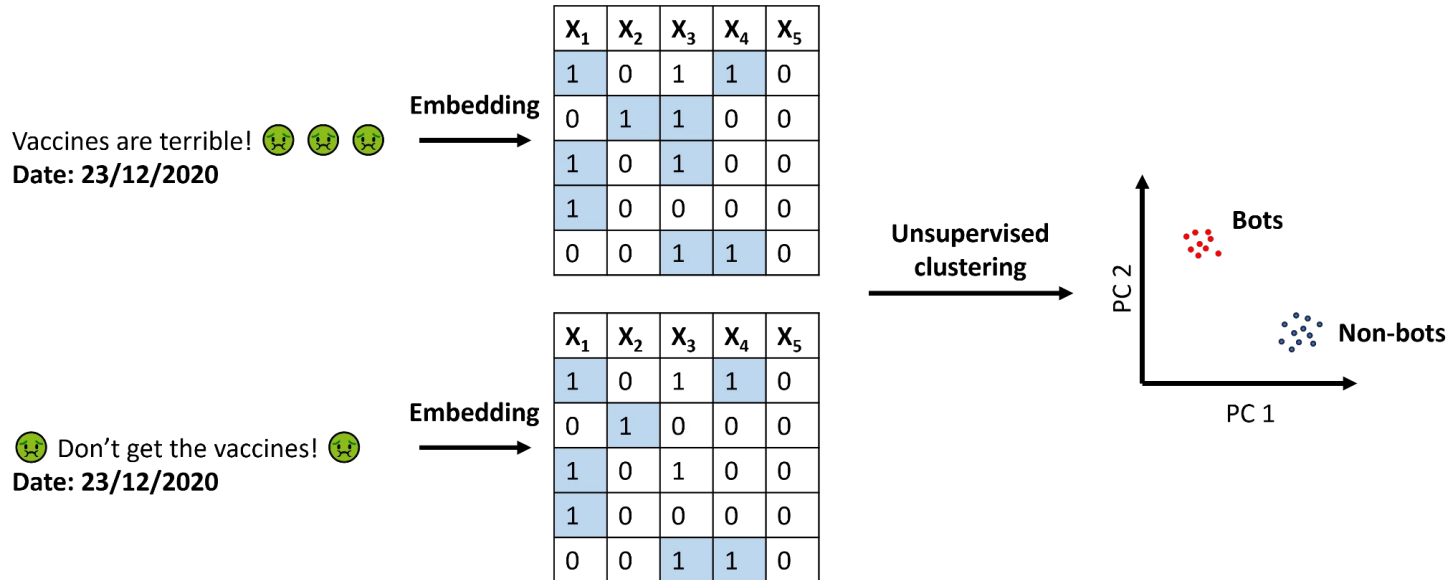 X₁ X₂ X₃ X₄ X₅
1 0 1 1 0
0 1 1 0 0
1 0 1 0 0
1 0 0 0 0
0 0 1 1 0
Embedding
Vaccines are terrible! 🤢 🤢 🤢
Date: 23/12/2020
X₁ X₂ X₃ X₄ X₅
1 0 1 1 0
0 1 0 0 0
1 0 1 0 0
1 0 0 0 0
0 0 1 1 0
Embedding
🤢 Don’t get the vaccines! 🤢
Date: 23/12/2020
Unsupervised
clustering
Bots
Non-bots
PC 2
PC 1